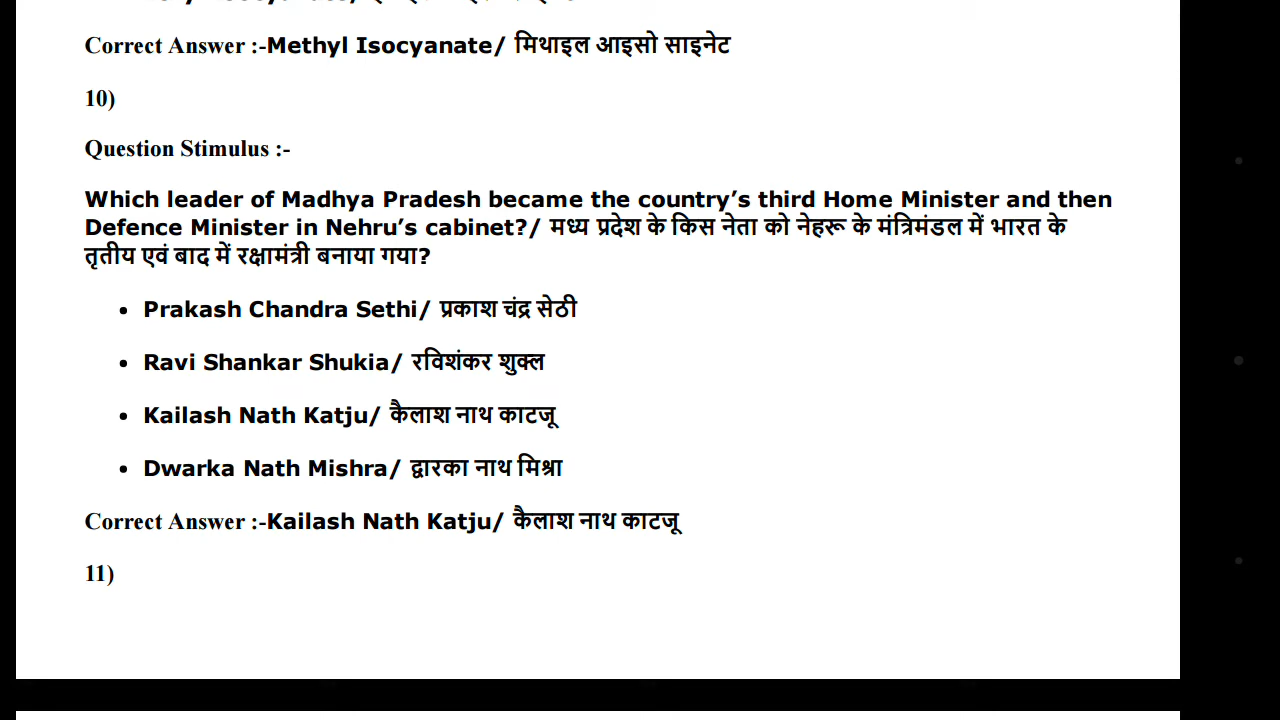 Correct Answer :-Methyl Isocyanate/ मिथाइल आइसो साइनेट
10)
Question Stimulus :-
Which leader of Madhya Pradesh became the country’s third Home Minister and then
Defence Minister in Nehru’s cabinet?/ मध्य प्रदेश के किस नेता को नेहरू के मंत्रिमंडल में भारत के
तृतीय एवं बाद में रक्षामंत्री बनाया गया?
• Prakash Chandra Sethi/ प्रकाश चंद्र सेठी
• Ravi Shankar Shukia/ रविशंकर शुक्ल
• Kailash Nath Katju/ कैलाश नाथ काटजू
• Dwarka Nath Mishra/ द्वारका नाथ मिश्रा
Correct Answer :-Kailash Nath Katju/ कैलाश नाथ काटजू
11)